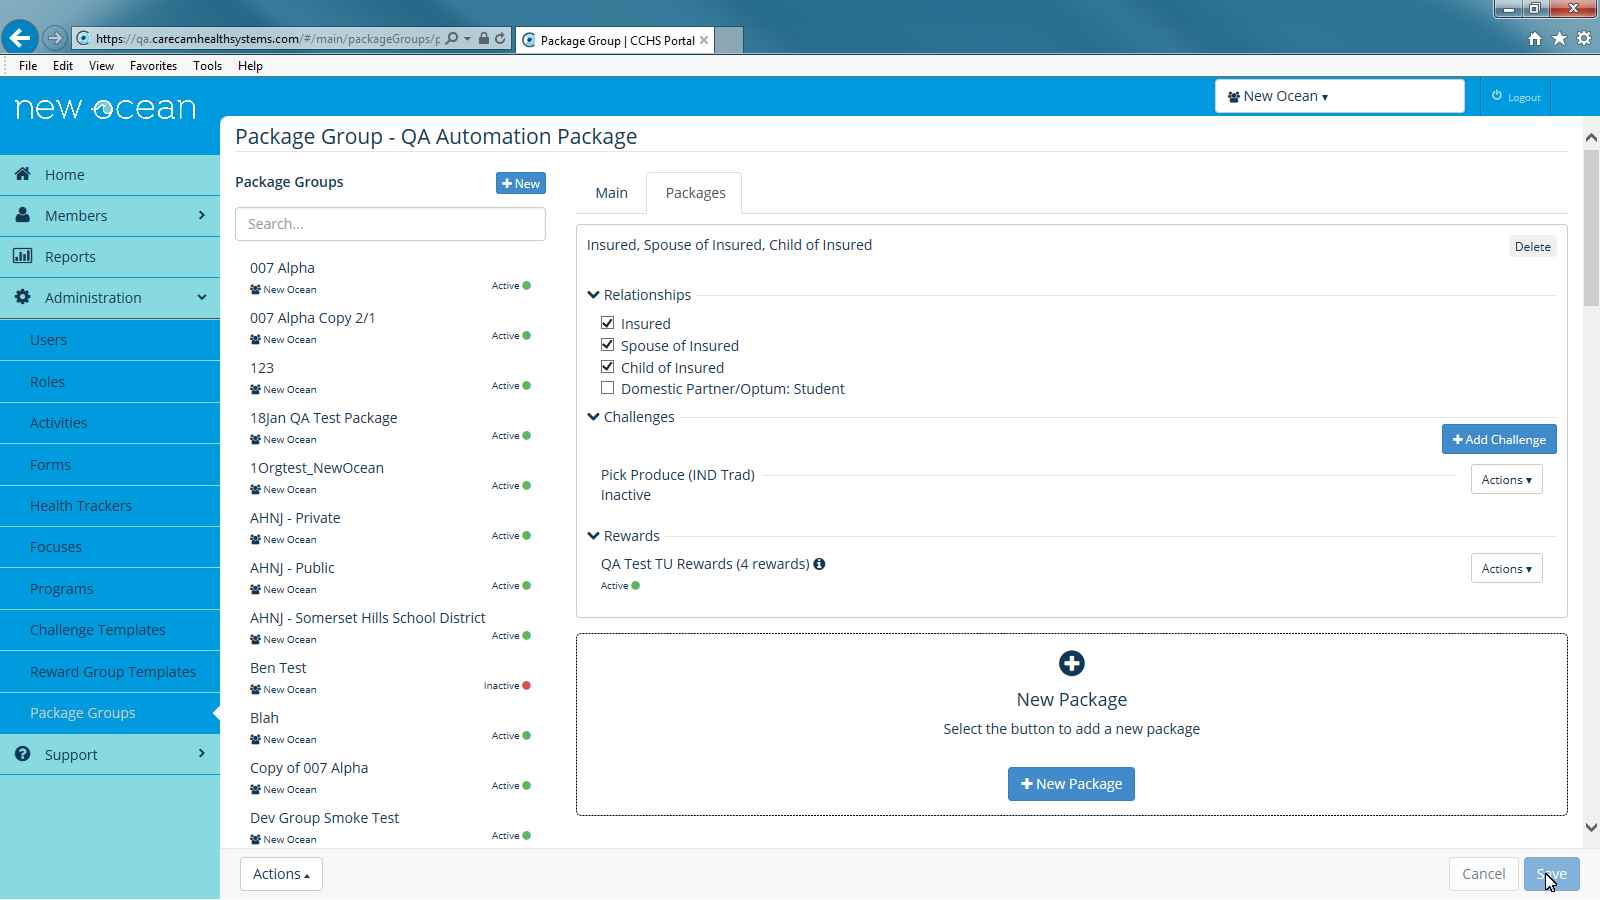 https://qa.carecamhealthsystems.com/#/main/packageGroups/p
Package Group | CCHS Portal
File Edit View Favorites Tools Help
new ocean
New Ocean
Logout
Home
Members
Reports
Administration
Users
Roles
Activities
Forms
Health Trackers
Focuses
Programs
Challenge Templates
Reward Group Templates
Package Groups
Support
Package Group - QA Automation Package
Package Groups
New
Search...
007 Alpha
New Ocean
Active
007 Alpha Copy 2/1
New Ocean
Active
123
New Ocean
Active
18Jan QA Test Package
New Ocean
Active
1Orgtest_NewOcean
New Ocean
Active
AHNJ - Private
New Ocean
Active
AHNJ - Public
New Ocean
Active
AHNJ - Somerset Hills School District
New Ocean
Active
Ben Test
New Ocean
Inactive
Blah
New Ocean
Active
Copy of 007 Alpha
New Ocean
Active
Dev Group Smoke Test
New Ocean
Active
Main
Packages
Insured, Spouse of Insured, Child of Insured
Delete
Relationships
Insured
Spouse of Insured
Child of Insured
Domestic Partner/Optum: Student
Challenges
Add Challenge
Pick Produce (IND Trad)
Inactive
Actions
Rewards
QA Test TU Rewards (4 rewards)
Active
Actions
New Package
Select the button to add a new package
New Package
Actions
Cancel
Save